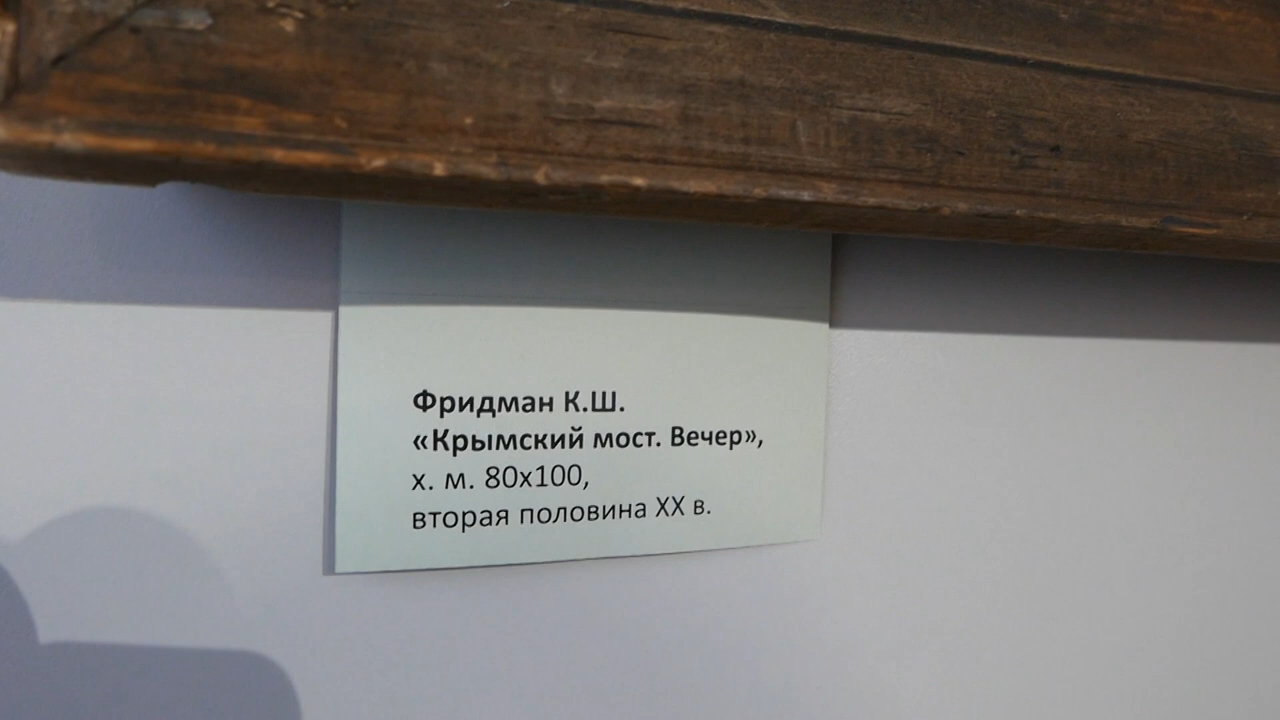 Фридман К.Ш.
«Крымский мост. Вечер»,
х. м. 80х100,
вторая половина XX в.